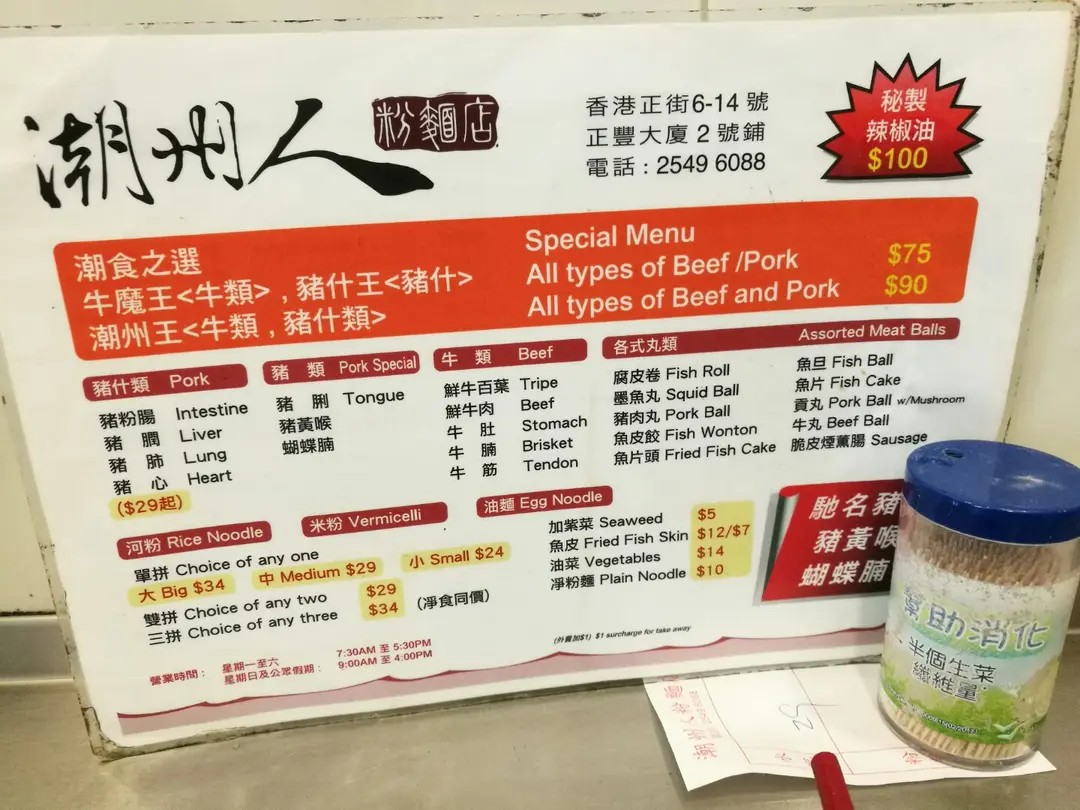 潮州人 粉麵店
香港正街6-14 號
正豐大廈 2 號鋪
電話 : 2549 6088
秘製
辣椒油
$100
潮食之選 Special Menu
牛魔王<牛類> , 豬什王<豬什> All types of Beef /Pork $75
潮州王<牛類 , 豬什類> All types of Beef and Pork $90
豬什類 Pork
豬粉腸 Intestine
豬膶 Liver
豬肺 Lung
豬心 Heart
($29起)
豬類 Pork Special
豬脷 Tongue
豬黃喉
蝴蝶腩
牛類 Beef
鮮牛百葉 Tripe
鮮牛肉 Beef
牛肚 Stomach
牛腩 Brisket
牛筋 Tendon
各式丸類 Assorted Meat Balls
腐皮卷 Fish Roll
墨魚丸 Squid Ball
豬肉丸 Pork Ball
魚皮餃 Fish Wonton
魚片頭 Fried Fish Cake
魚旦 Fish Ball
魚片 Fish Cake
貢丸 Pork Ball w/Mushroom
牛丸 Beef Ball
脆皮煙薰腸 Sausage
河粉 Rice Noodle
米粉 Vermicelli
油麵 Egg Noodle
單拼 Choice of any one
大 Big $34 中 Medium $29 小 Small $24
雙拼 Choice of any two $29
三拼 Choice of any three $34
(凈食同價)
加紫菜 Seaweed $5
魚皮 Fried Fish Skin $12/$7
油菜 Vegetables $14
凈粉麵 Plain Noodle $10
馳名豬
豬黃喉
蝴蝶腩
(外賣加$1) $1 surcharge for take away
營業時間 : 星期一至六 7:30AM 至 5:30PM
星期日及公眾假期 : 9:00AM 至 4:00PM
幫助消化
半個生菜
纖維量
潮州人粉麵
29